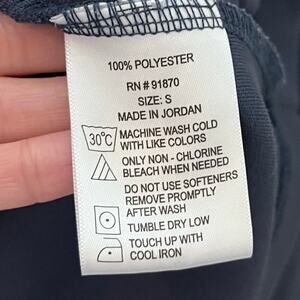 100% POLYESTER
RN # 91870
SIZE: S
MADE IN JORDAN
30°C MACHINE WASH COLD
WITH LIKE COLORS
ONLY NON - CHLORINE
BLEACH WHEN NEEDED
DO NOT USE SOFTENERS
REMOVE PROMPTLY
AFTER WASH
TUMBLE DRY LOW
TOUCH UP WITH
COOL IRON